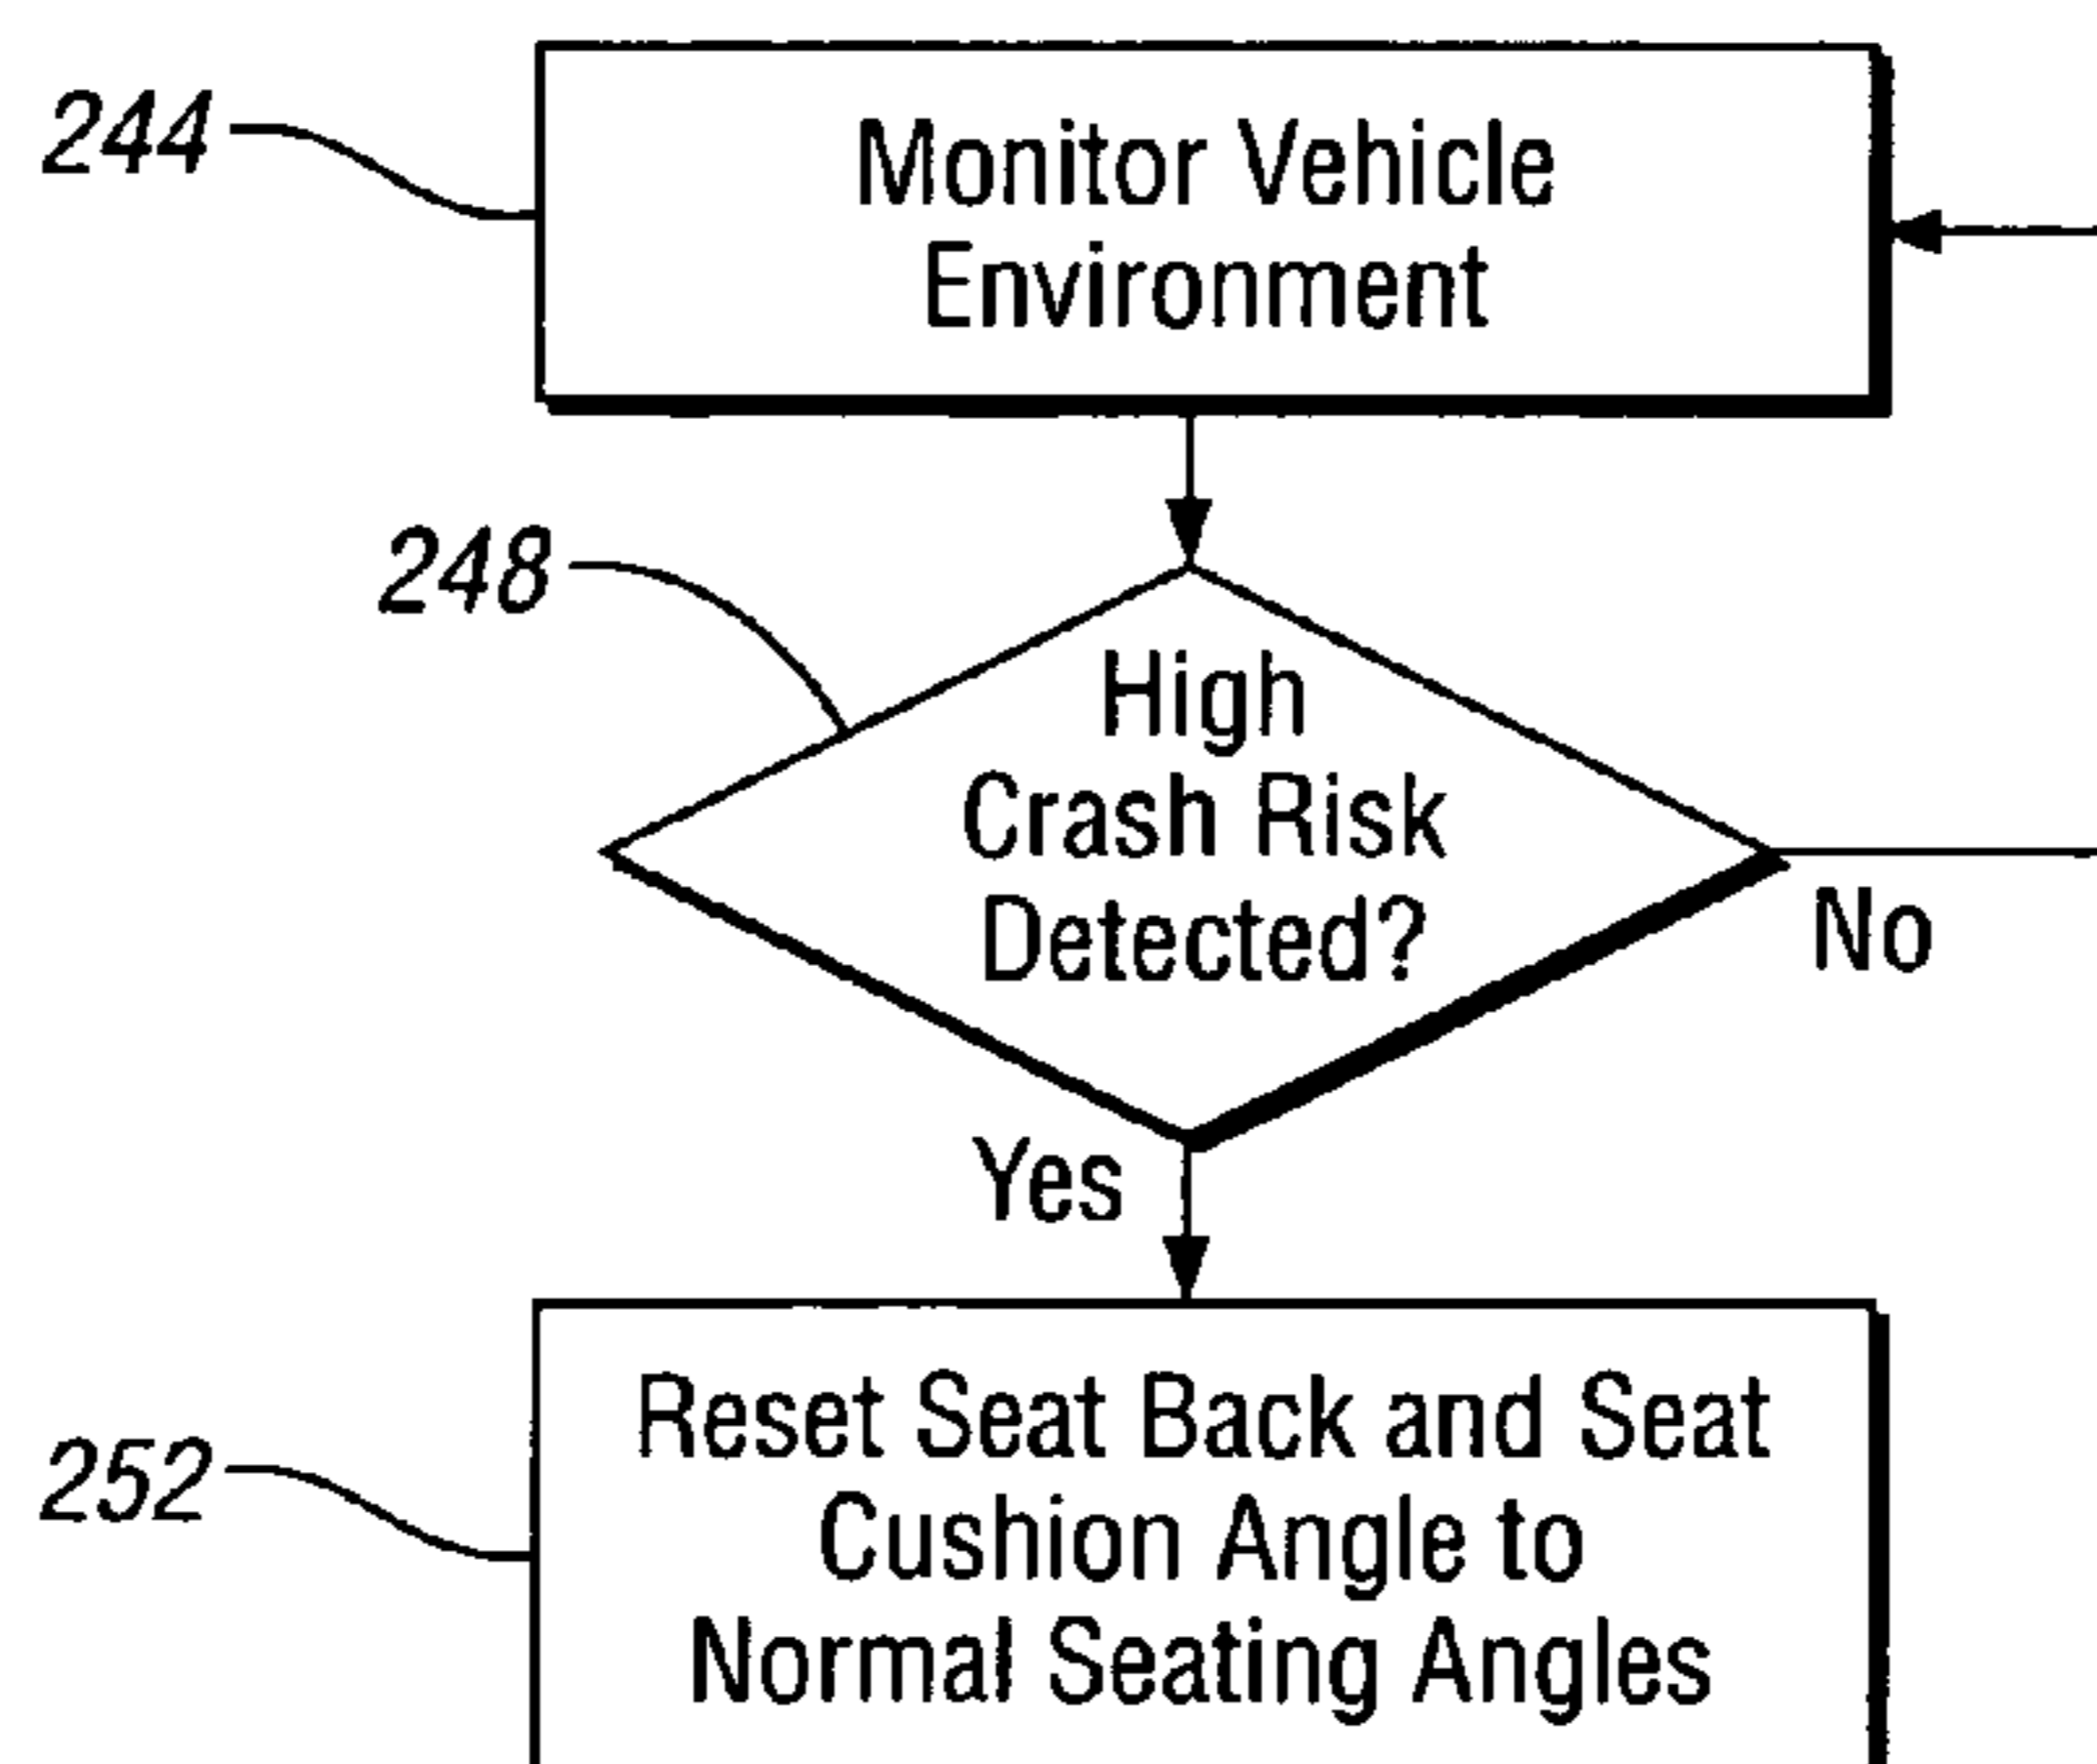 244
Monitor Vehicle
Environment
248
High
Crash Risk
Detected?
No
Yes
252
Reset Seat Back and Seat
Cushion Angle to
Normal Seating Angles